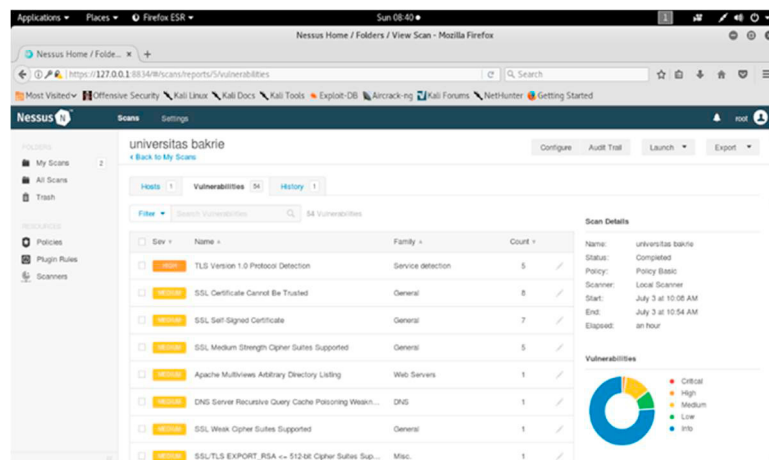 Applications Places Firefox ESR Sun 08:40 1
Nessus Home / Folders / View Scan - Mozilla Firefox
Nessus Home / Folde... × +
https://127.0.0.1:8834/#/scans/reports/5/vulnerabilities Search
Most Visited Offensive Security Kali Linux Kali Docs Kali Tools Exploit-DB Aircrack-ng Kali Forums NetHunter Getting Started
Nessus N Scans Settings root
FOLDERS
My Scans 2
All Scans
Trash
RESOURCES
Policies
Plugin Rules
Scanners
universitas bakrie
Back to My Scans
Configure Audit Trail Launch Export
Hosts 1 Vulnerabilities 54 History 1
Filter Search Vulnerabilities 54 Vulnerabilities
Sev Name Family Count
HIGH TLS Version 1.0 Protocol Detection Service detection 5
MEDIUM SSL Certificate Cannot Be Trusted General 8
MEDIUM SSL Self-Signed Certificate General 7
MEDIUM SSL Medium Strength Cipher Suites Supported General 5
MEDIUM Apache Multiviews Arbitrary Directory Listing Web Servers 1
MEDIUM DNS Server Recursive Query Cache Poisoning Weakn... DNS 1
MEDIUM SSL Weak Cipher Suites Supported General 1
MEDIUM SSL/TLS EXPORT_RSA <= 512-bit Cipher Suites Sup... Misc. 1
Scan Details
Name: universitas bakrie
Status: Completed
Policy: Policy Basic
Scanner: Local Scanner
Start: July 3 at 10:08 AM
End: July 3 at 10:54 AM
Elapsed: an hour
Vulnerabilities
Critical
High
Medium
Low
Info